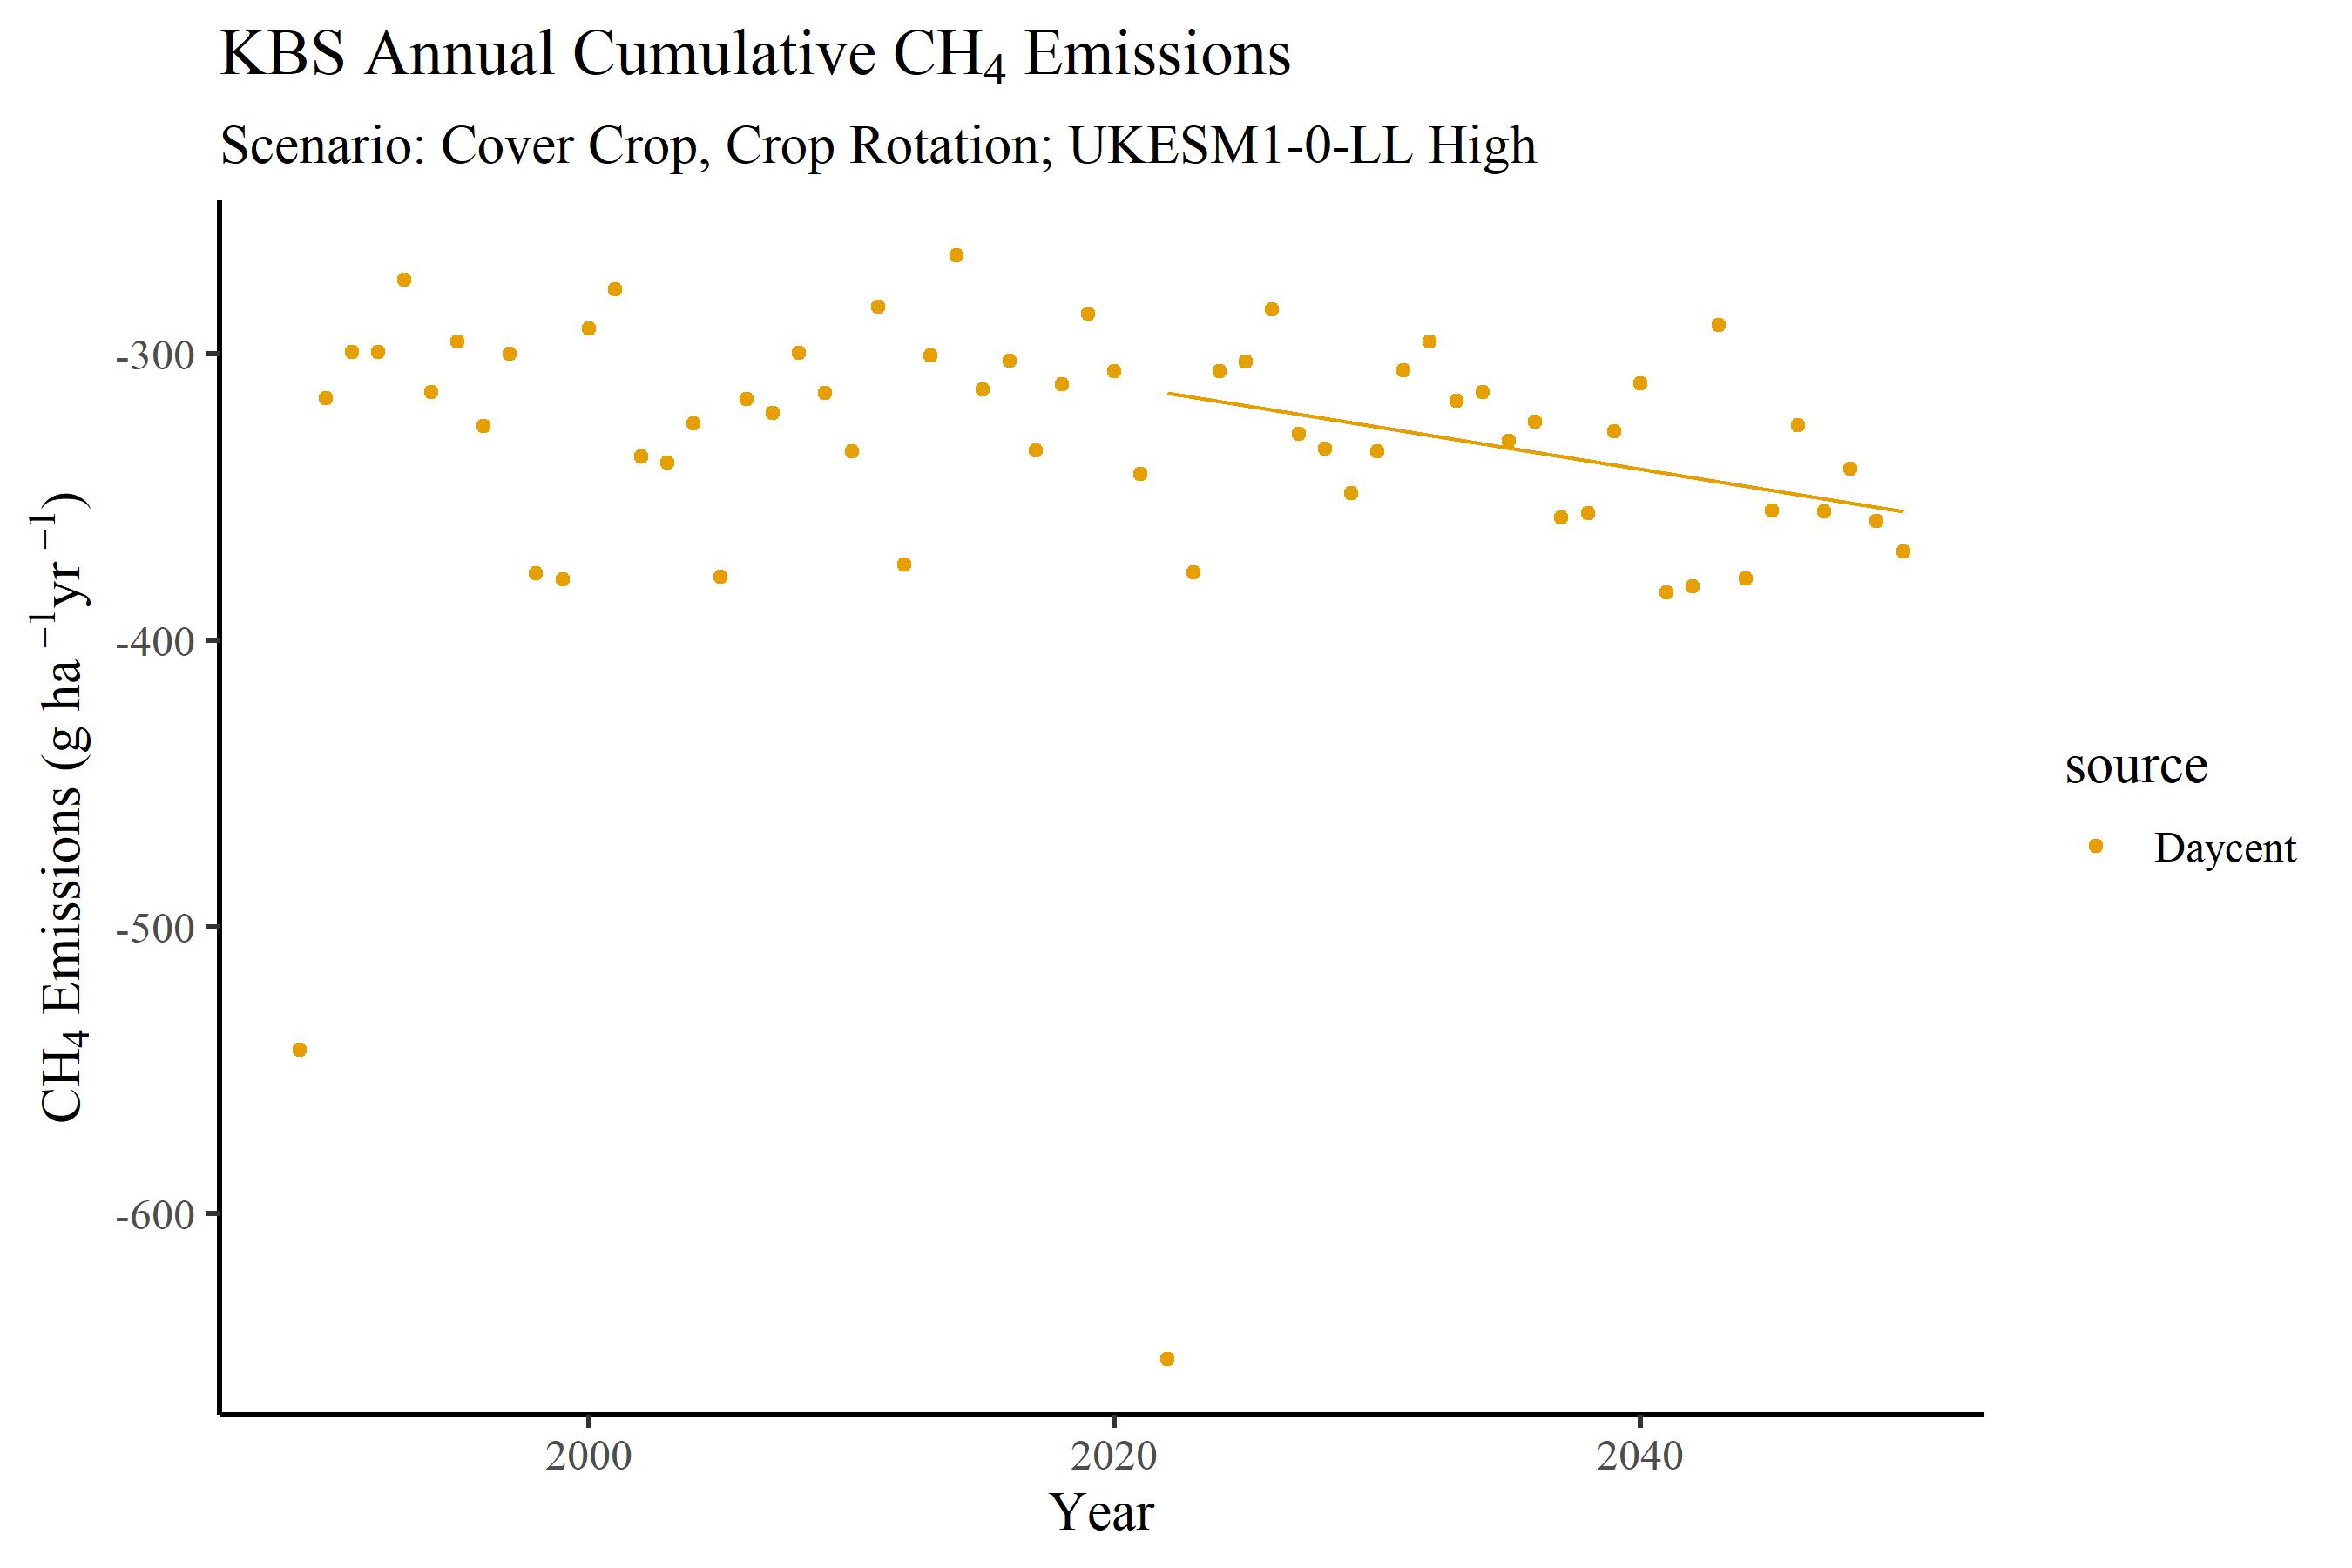 KBS Annual Cumulative CH₄ Emissions
Scenario: Cover Crop, Crop Rotation; UKESM1-0-LL High
CH₄ Emissions (g ha ⁻¹yr ⁻¹)
-300
-400
-500
-600
2000
2020
2040
Year
source
Daycent